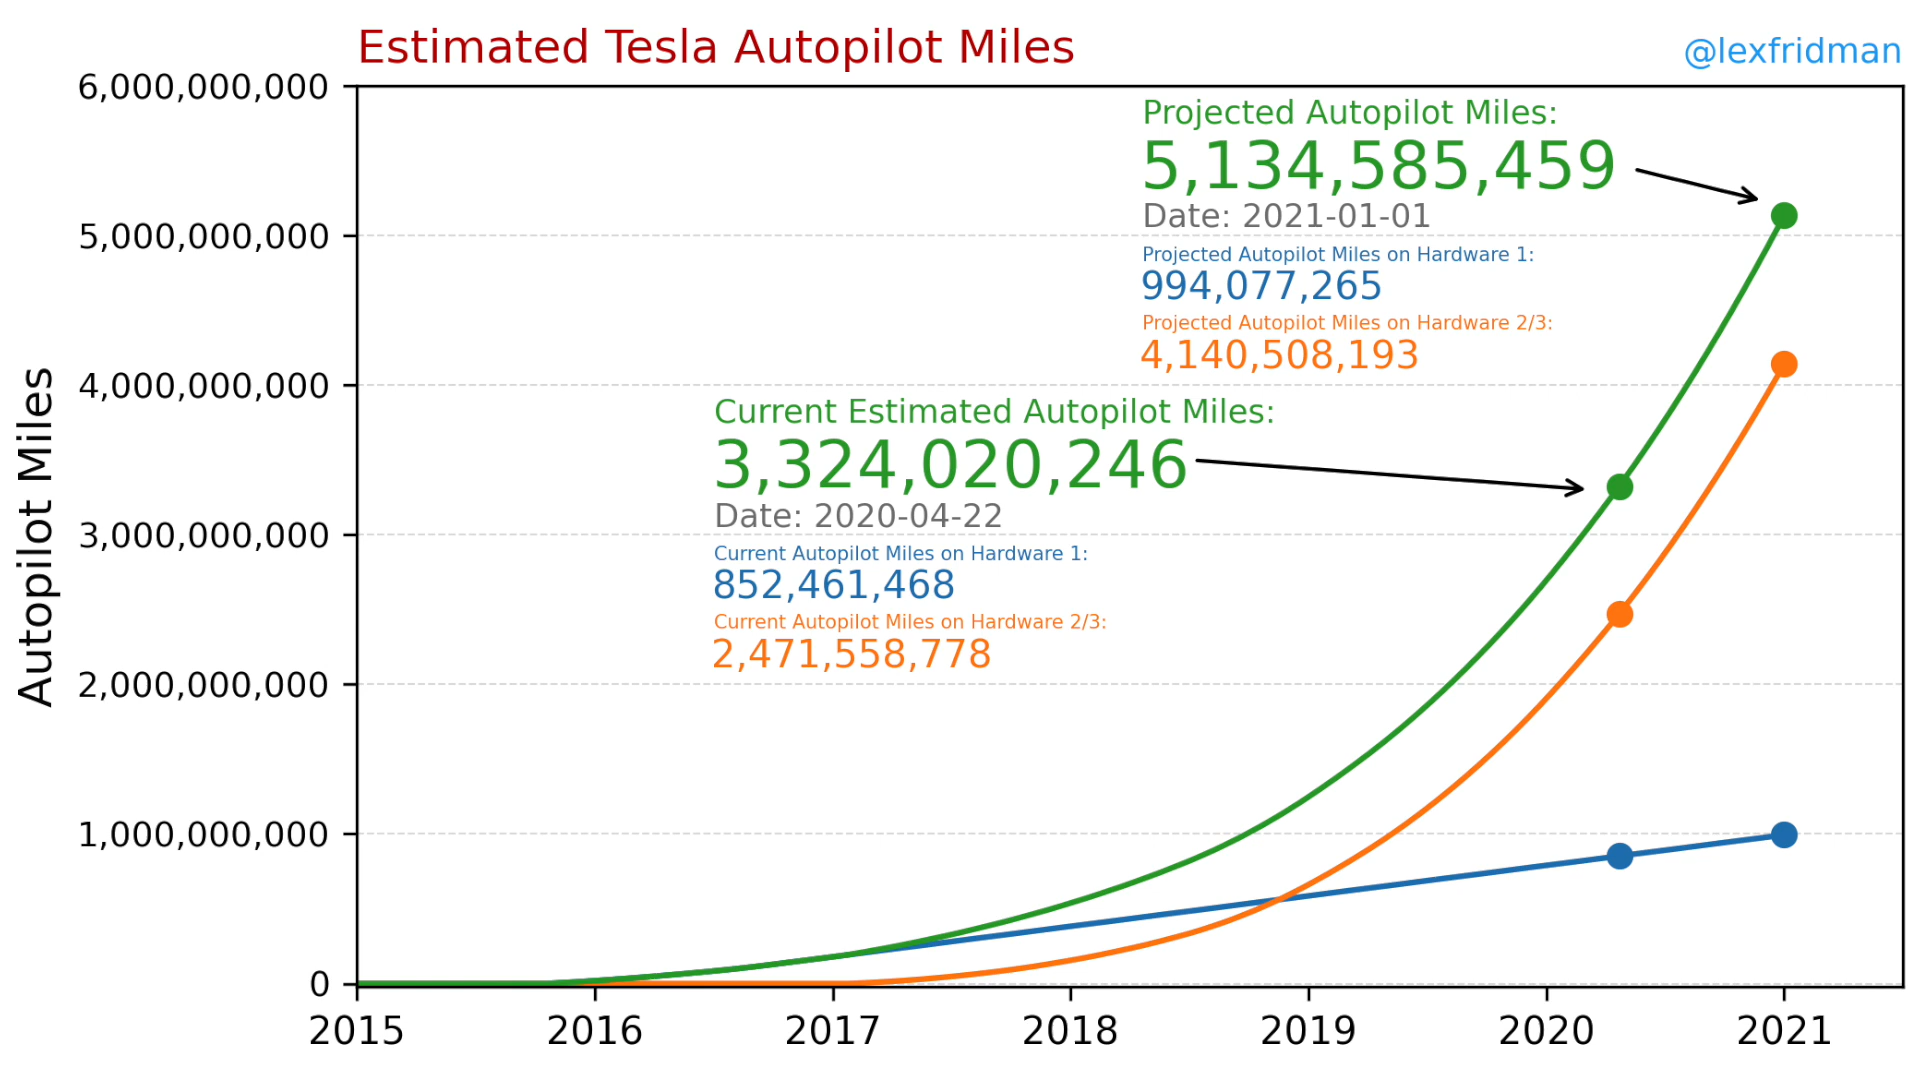 Estimated Tesla Autopilot Miles
@lexfridman
6,000,000,000
5,000,000,000
4,000,000,000
3,000,000,000
2,000,000,000
1,000,000,000
0
Autopilot Miles
Projected Autopilot Miles:
5,134,585,459
Date: 2021-01-01
Projected Autopilot Miles on Hardware 1:
994,077,265
Projected Autopilot Miles on Hardware 2/3:
4,140,508,193
Current Estimated Autopilot Miles:
3,324,020,246
Date: 2020-04-22
Current Autopilot Miles on Hardware 1:
852,461,468
Current Autopilot Miles on Hardware 2/3:
2,471,558,778
2015 2016 2017 2018 2019 2020 2021